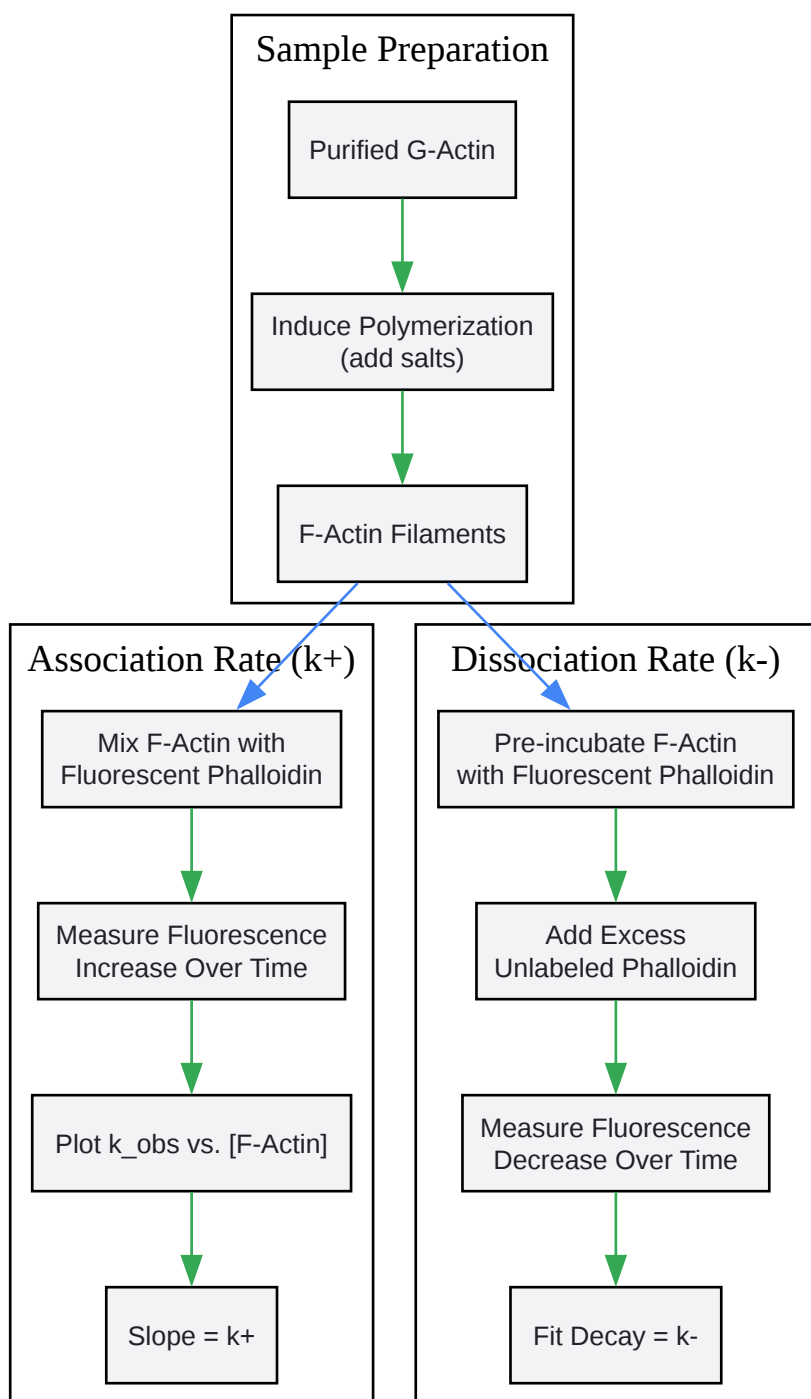 Sample Preparation
Purified G-Actin
Induce Polymerization
(add salts)
F-Actin Filaments
Association Rate (k+)
Mix F-Actin with
Fluorescent Phalloidin
Measure Fluorescence
Increase Over Time
Plot k_obs vs. [F-Actin]
Slope = k+
Dissociation Rate (k-)
Pre-incubate F-Actin
with Fluorescent Phalloidin
Add Excess
Unlabeled Phalloidin
Measure Fluorescence
Decrease Over Time
Fit Decay = k-